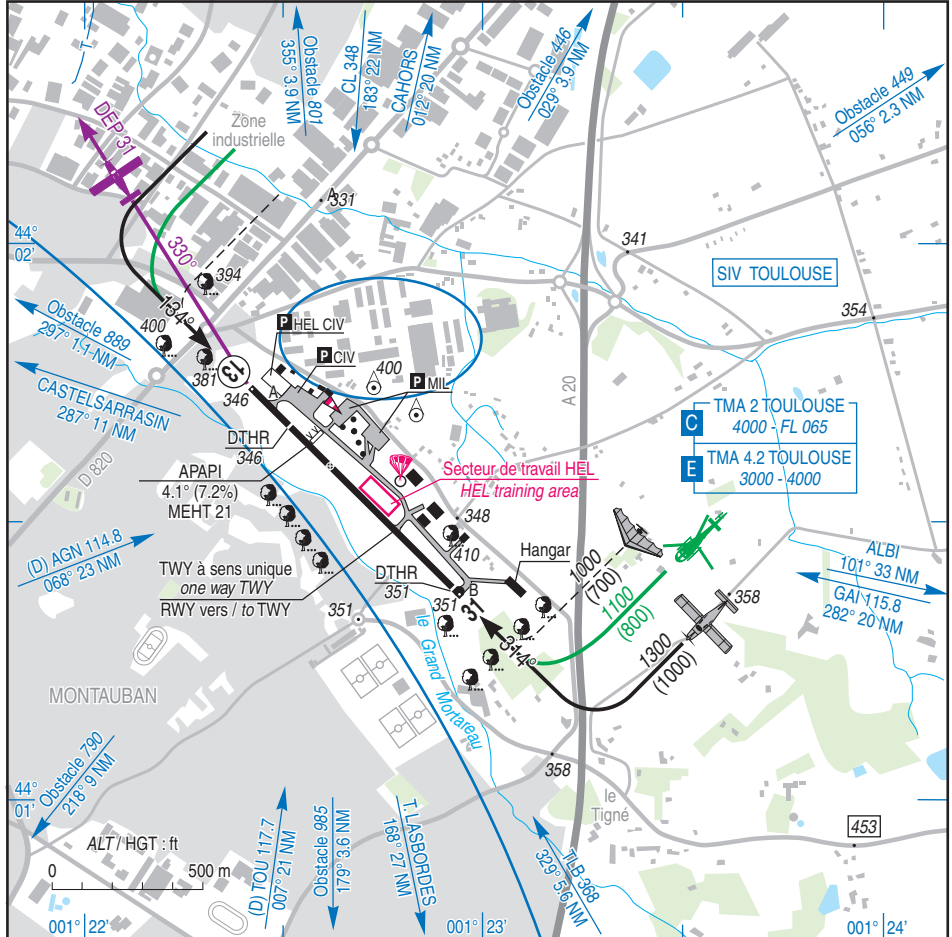 Obstacle 801
355° 3.9 NM
CL 348
183° 22 NM
CAHORS
012° 20 NM
Obstacle 446
029° 3.9 NM
Obstacle 449
056° 2.3 NM
T
DEP 31
Zone
industrielle
A
331
44°
02'
330°
394
341
SIV TOULOUSE
134°
400
381
354
Obstacle 889
297° 1.1 NM
P HEL CIV
P CIV
400
P MIL
A 20
13
346
A
CASTELSARRASIN
287° 11 NM
C
TMA 2 TOULOUSE
4000 - FL 065
E
TMA 4.2 TOULOUSE
3000 - 4000
DTHR
346
D 820
APAPI
4.1° (7.2%)
MEHT 21
Secteur de travail HEL
HEL training area
348
410
(D) AGN 114.8
068° 23 NM
TWY à sens unique
one way TWY
RWY vers / to TWY
DTHR
351
Hangar
1000
(700)
1100
(800)
ALBI
101° 33 NM
GAI 115.8
282° 20 NM
351
B
31
351
358
314°
1300
(1000)
le Grand Mortareau
MONTAUBAN
358
Obstacle 790
218° 9 NM
44°
01'
le
Tigné
453
ALT / HGT : ft
0
500 m
(D) TOU 117.7
007° 21 NM
Obstacle 985
179° 3.6 NM
T. LASBORDES
168° 27 NM
TLB 368
329° 5.6 NM
001° 22'
001° 23'
001° 24'